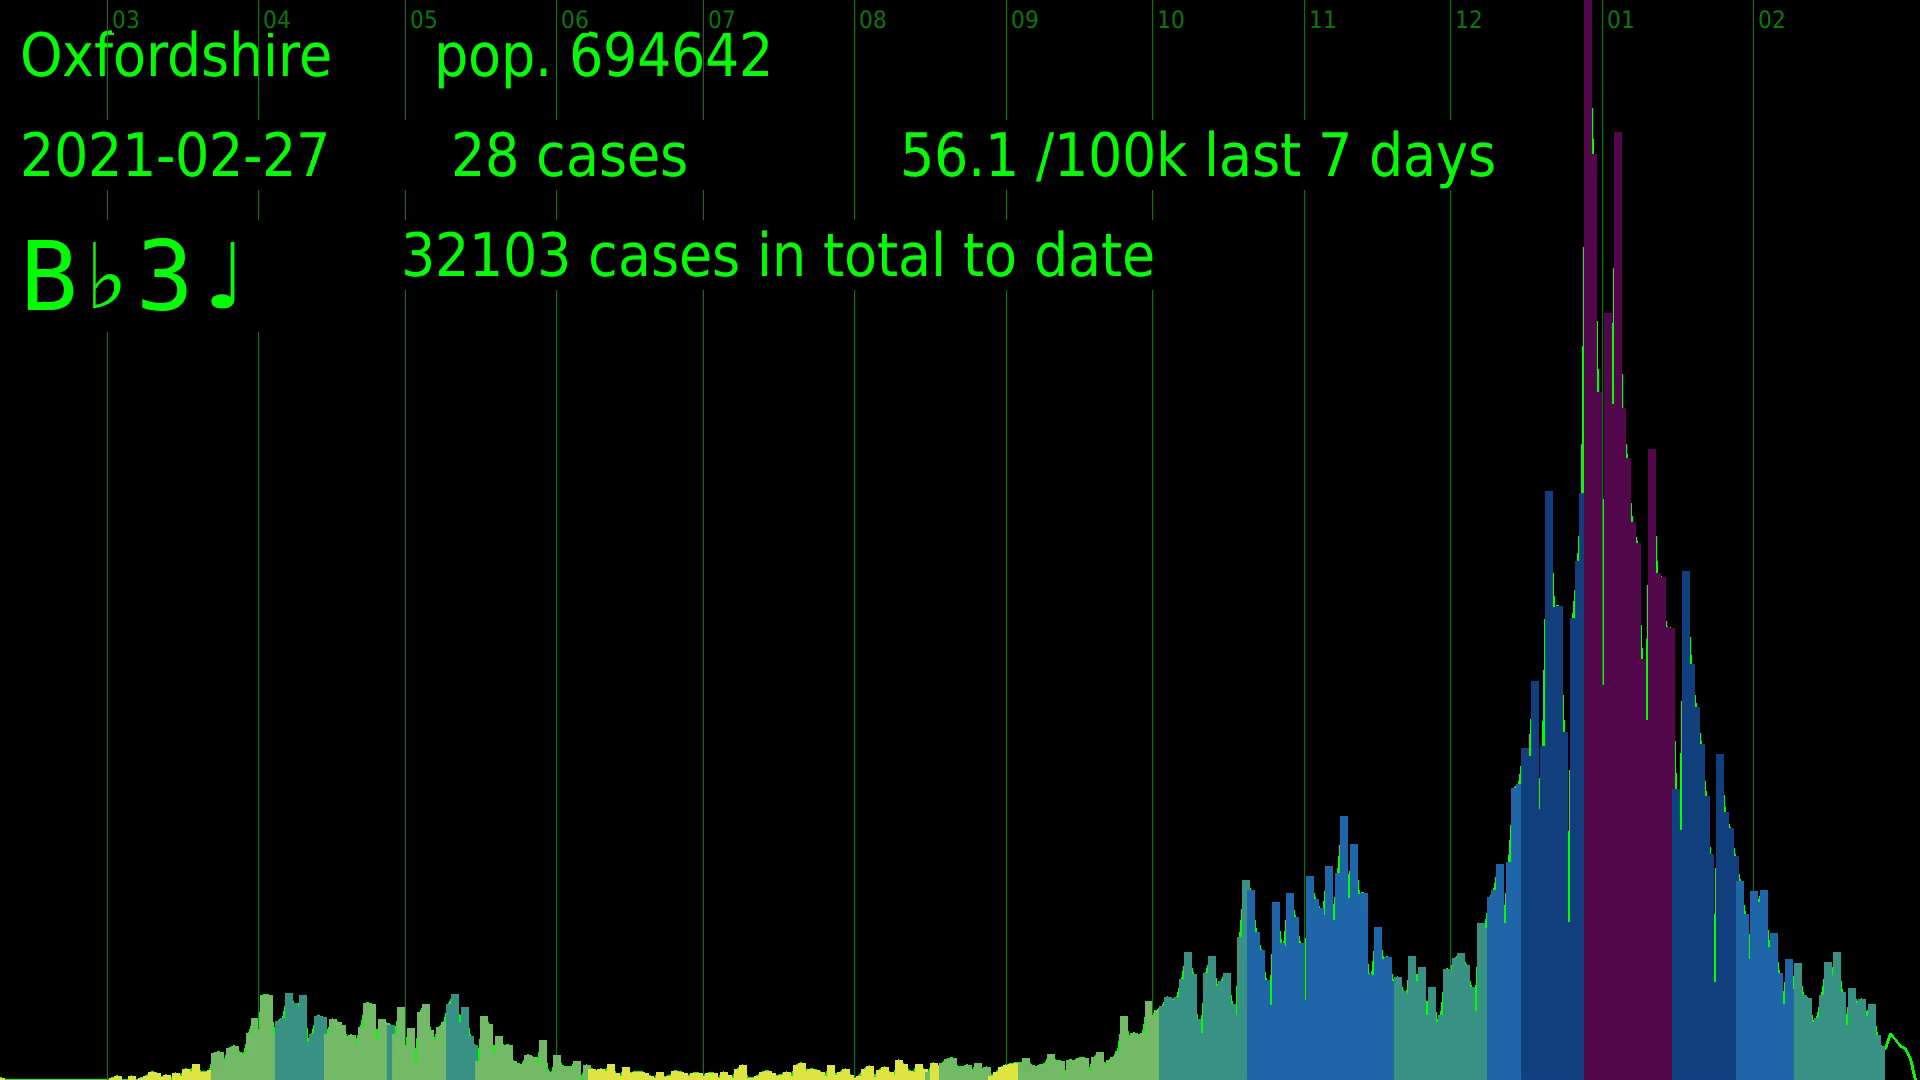 03 04 05 06 07 08 09 10 11 12 01 02
Oxfordshire pop. 694642
2021-02-27 28 cases 56.1 /100k last 7 days
B♭3♩ 32103 cases in total to date